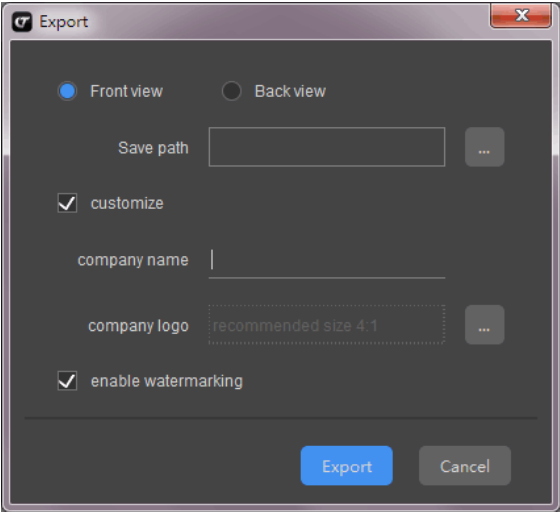 Export
Front view Back view
Save path ...
customize
company name
company logo recommended size 4:1 ...
enable watermarking
Export Cancel